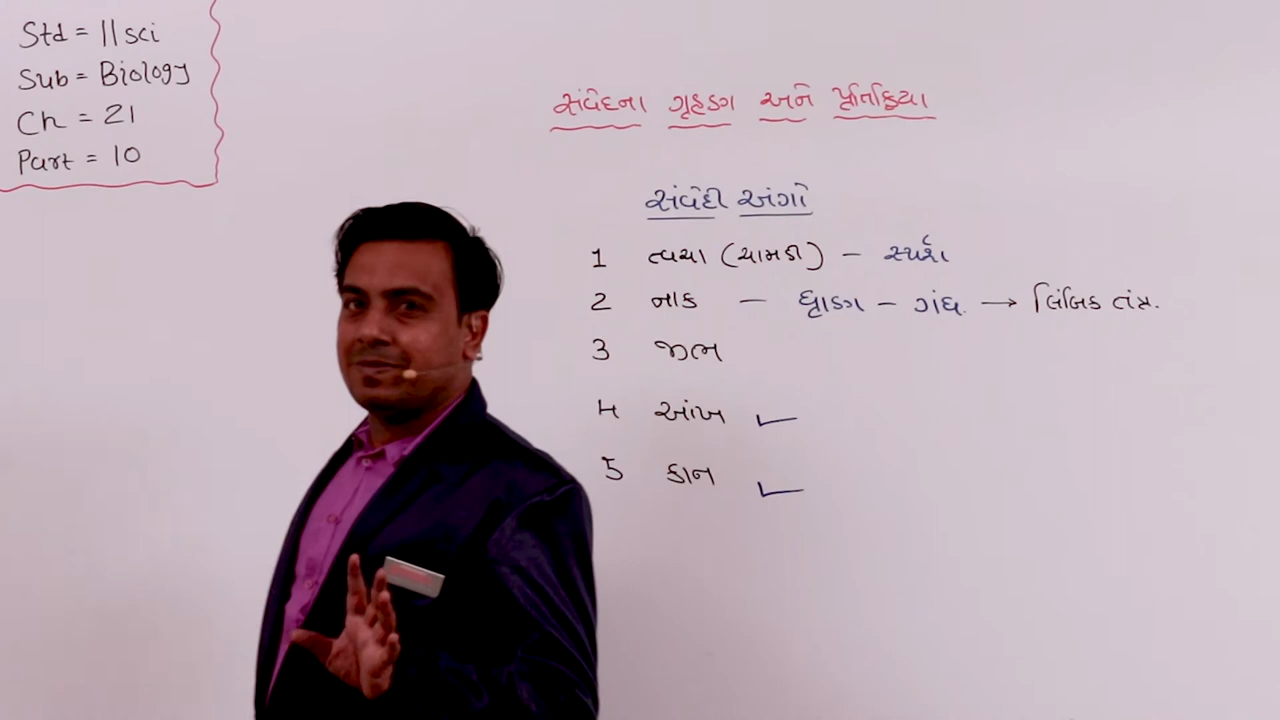 Std = 11 sci
Sub = Biology
Ch = 21
Part = 10
સંવેદના ગ્રહણ અને પ્રતિક્રિયા
સંવેદી અંગો
1 ત્વચા (ચામડી) – સ્પર્શ
2 નાક – ઘ્રાણ – ગંધ. → લિંબિક તંત્ર.
3 જીભ
4 આંખ ✓
5 કાન ✓